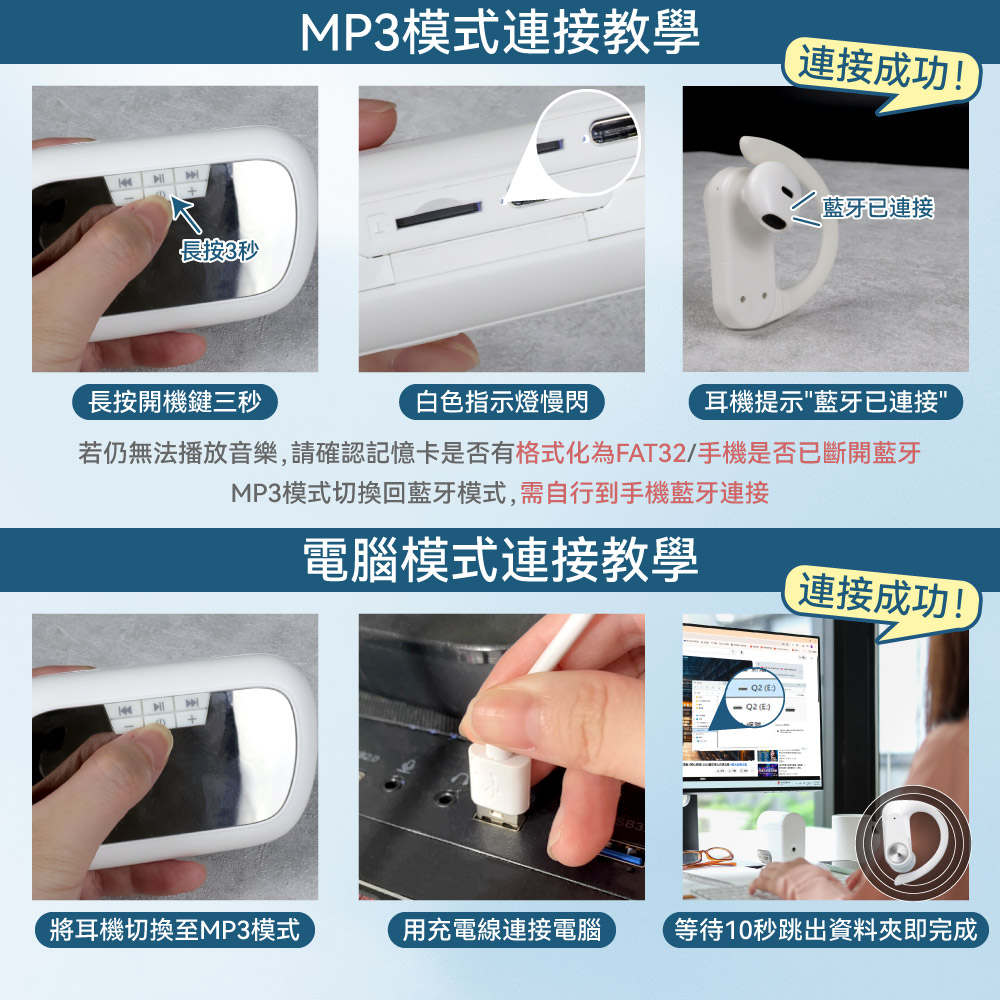 MP3模式連接教學
連接成功!
長按3秒
藍牙已連接
長按開機鍵三秒
白色指示燈慢閃
耳機提示"藍牙已連接"
若仍無法播放音樂,請確認記憶卡是否有格式化為FAT32/手機是否已斷開藍牙
MP3模式切換回藍牙模式,需自行到手機藍牙連接
電腦模式連接教學
連接成功!
Q2 (E:)
Q2 (E:)
將耳機切換至MP3模式
用充電線連接電腦
等待10秒跳出資料夾即完成